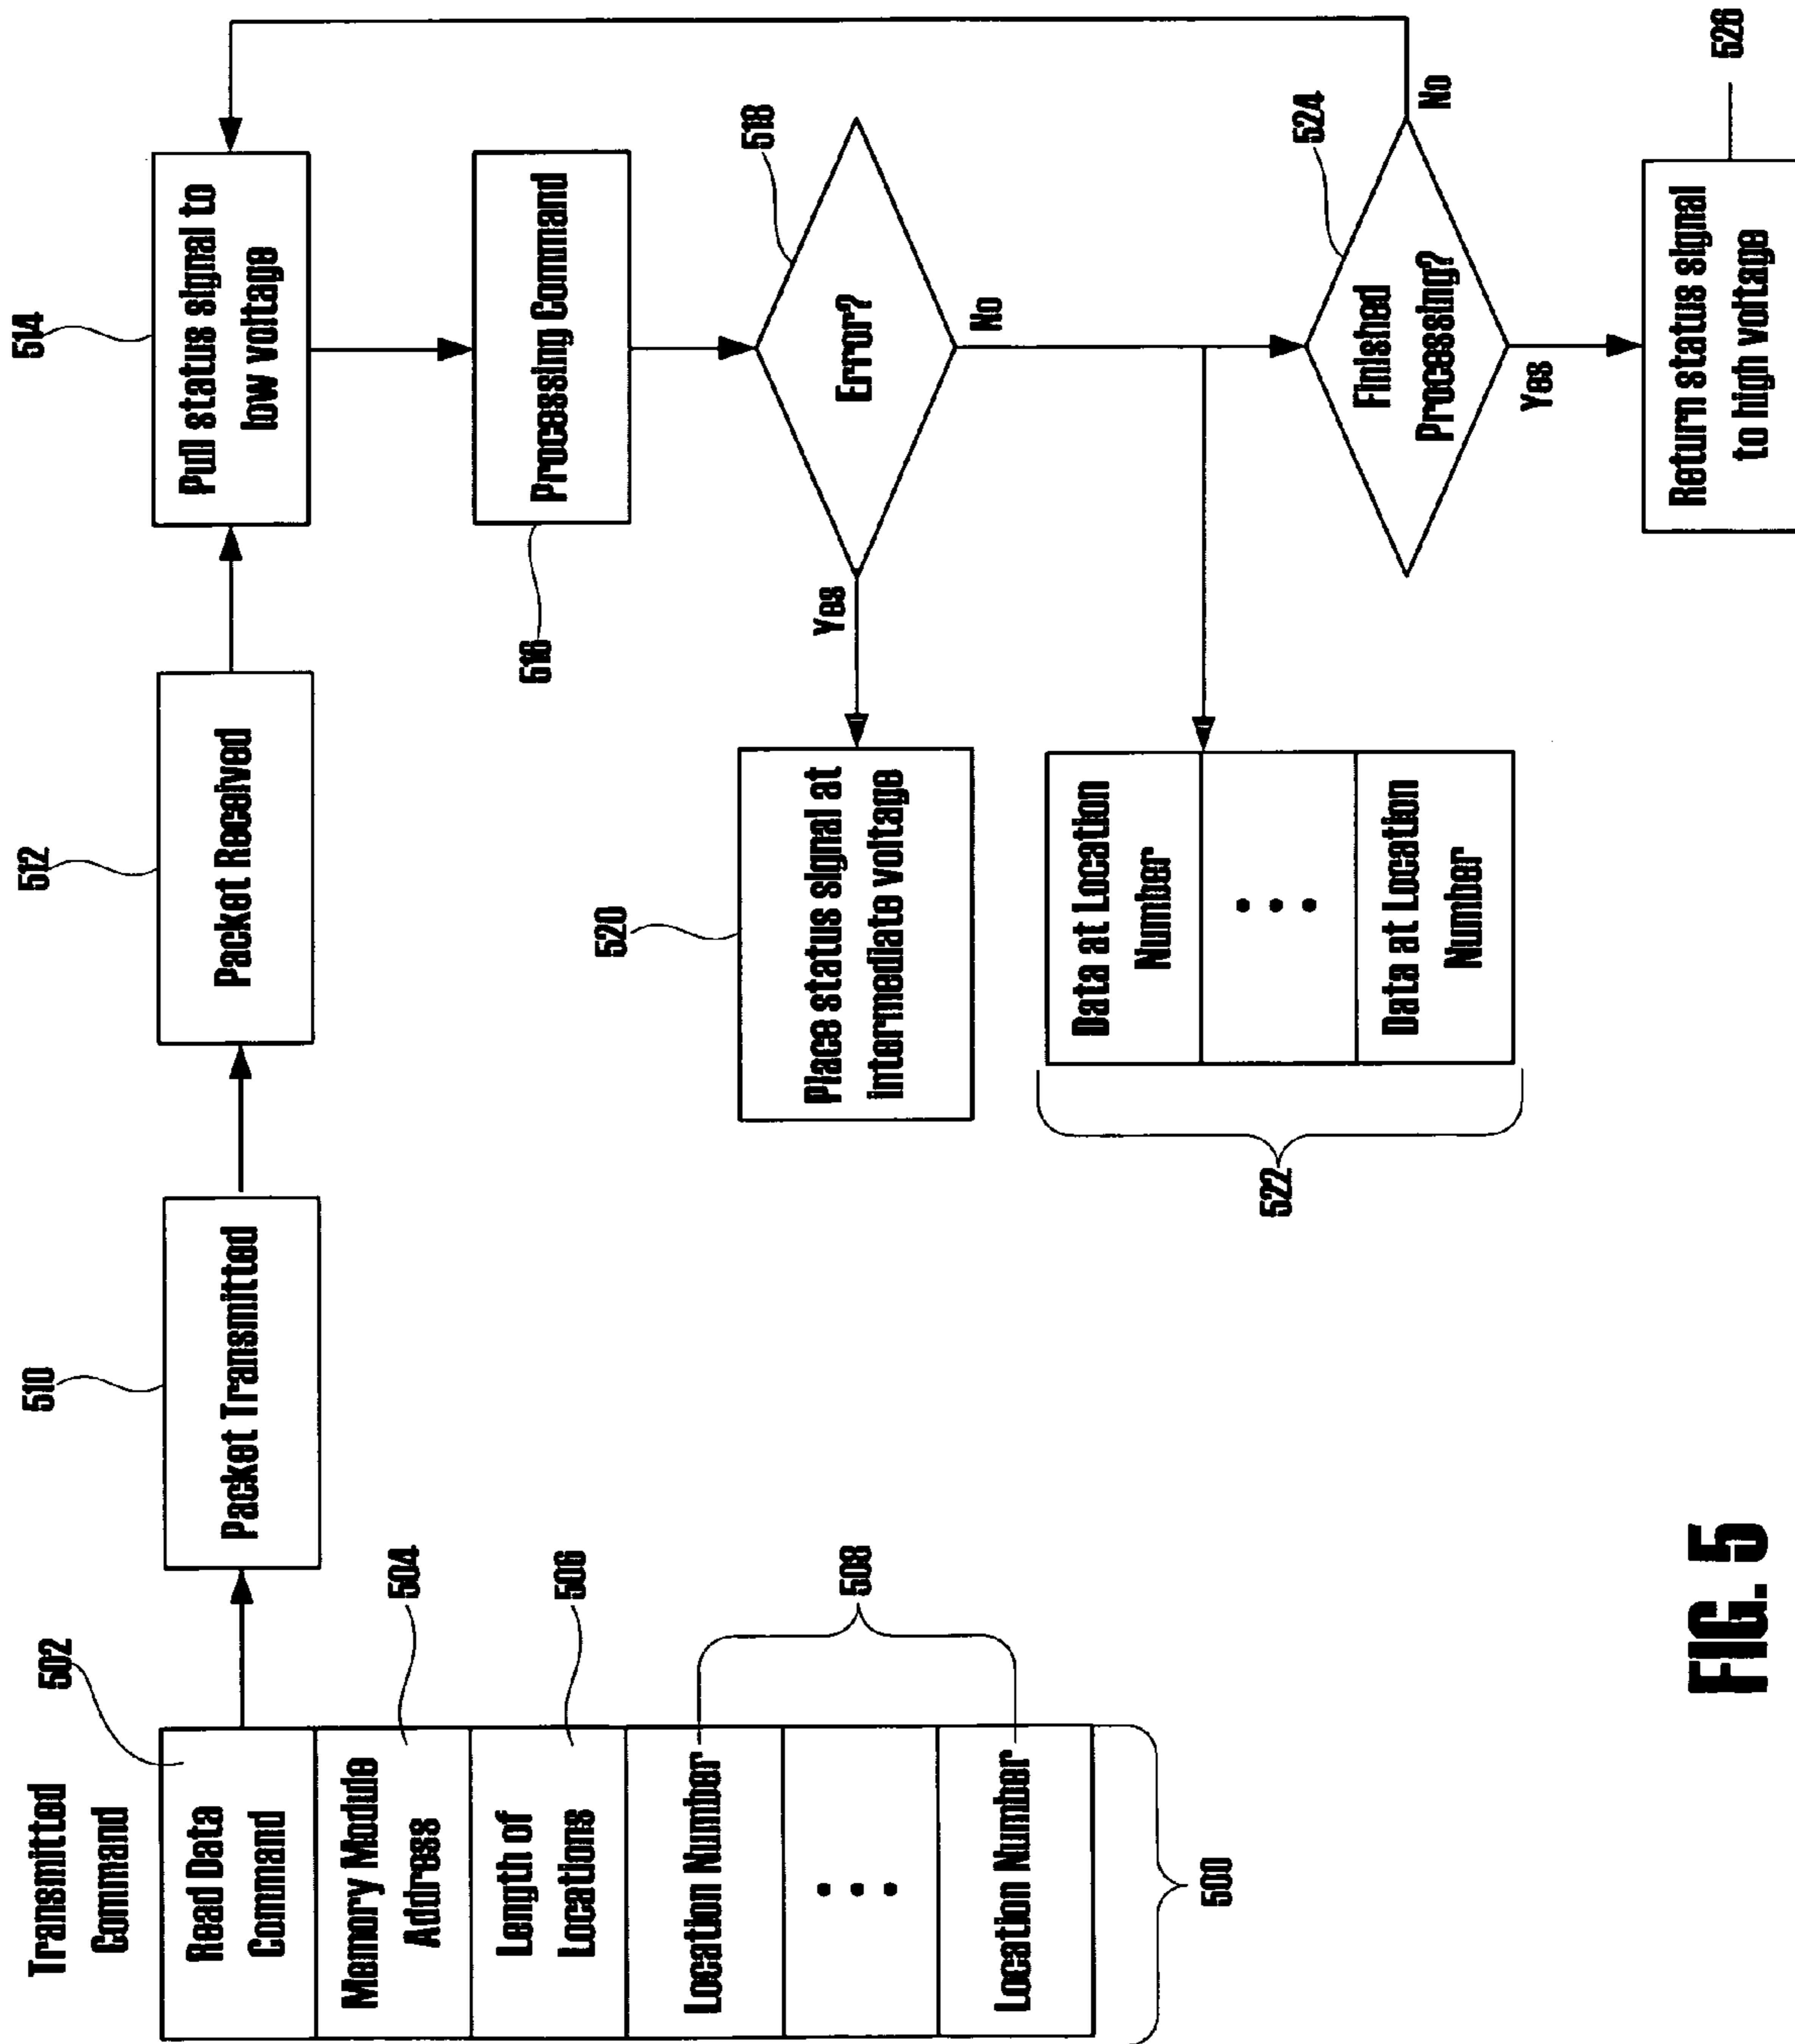 Transmitted
Command
502
Read Data
Command
504
Memory Module
Address
506
Length of
Locations
508
Location Number
• • •
Location Number
500
510
Packet Transmitted
512
Packet Received
514
Pull status signal to
low voltage
516
Processing Command
518
Error?
Yes
No
520
Place status signal at
intermediate voltage
522
Data at Location
Number
• • •
Data at Location
Number
524
Finished
Processing?
No
Yes
526
Return status signal
to high voltage
FIG. 5